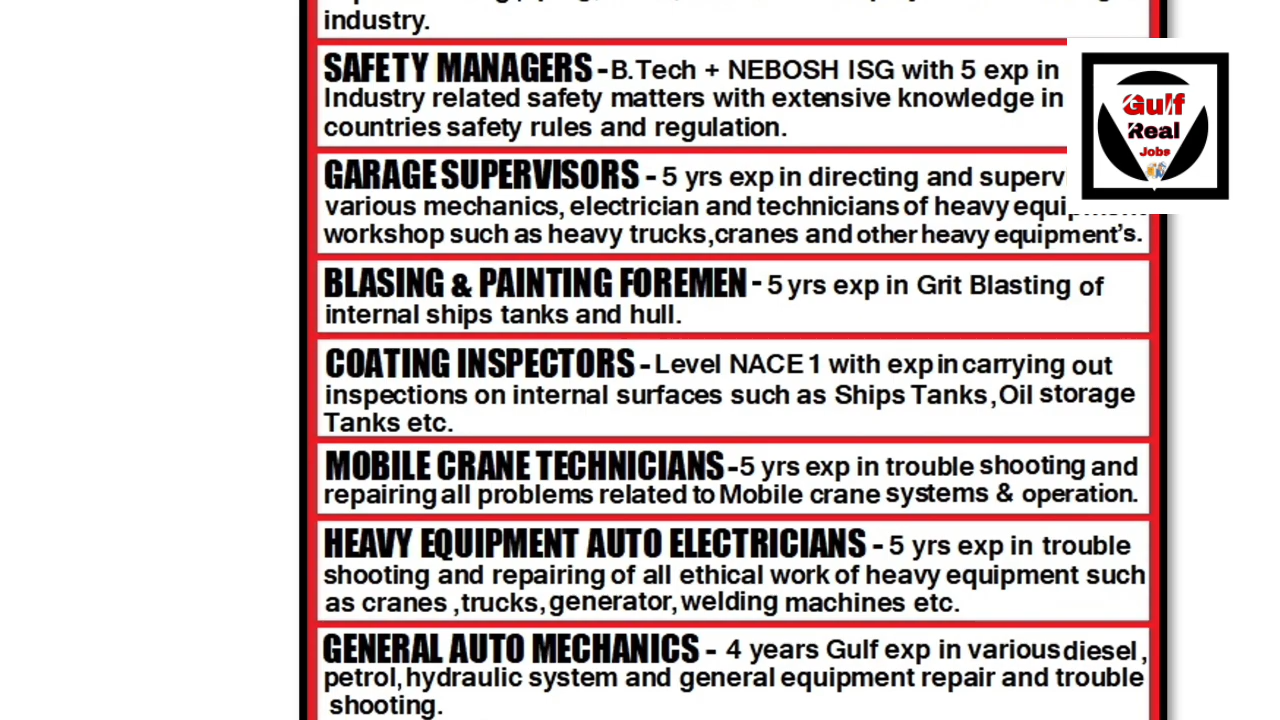 industry.
SAFETY MANAGERS - B.Tech + NEBOSH ISG with 5 exp in
Industry related safety matters with extensive knowledge in
countries safety rules and regulation.
GARAGE SUPERVISORS - 5 yrs exp in directing and
various mechanics, electrician and technicians of heavy
workshop such as heavy trucks,cranes and other heavy equipment's.
BLASING & PAINTING FOREMEN - 5 yrs exp in Grit Blasting of
internal ships tanks and hull.
COATING INSPECTORS - Level NACE 1 with exp in carrying out
inspections on internal surfaces such as Ships Tanks ,Oil storage
Tanks etc.
MOBILE CRANE TECHNICIANS -5 yrs exp in trouble shooting and
repairing all problems related to Mobile crane systems & operation.
HEAVY EQUIPMENT AUTO ELECTRICIANS - 5 yrs exp in trouble
shooting and repairing of all ethical work of heavy equipment such
as cranes ,trucks, generator, welding machines etc.
GENERAL AUTO MECHANICS - 4 years Gulf exp in various diesel ,
petrol, hydraulic system and general equipment repair and trouble
shooting.
Gulf
Real
Jobs